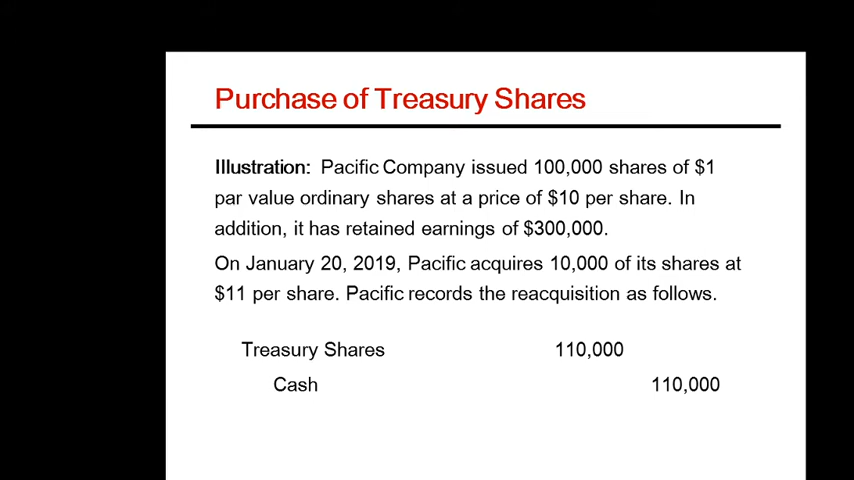 Purchase of Treasury Shares
Illustration: Pacific Company issued 100,000 shares of $1
par value ordinary shares at a price of $10 per share. In
addition, it has retained earnings of $300,000.
On January 20, 2019, Pacific acquires 10,000 of its shares at
$11 per share. Pacific records the reacquisition as follows.
Treasury Shares 110,000
Cash 110,000